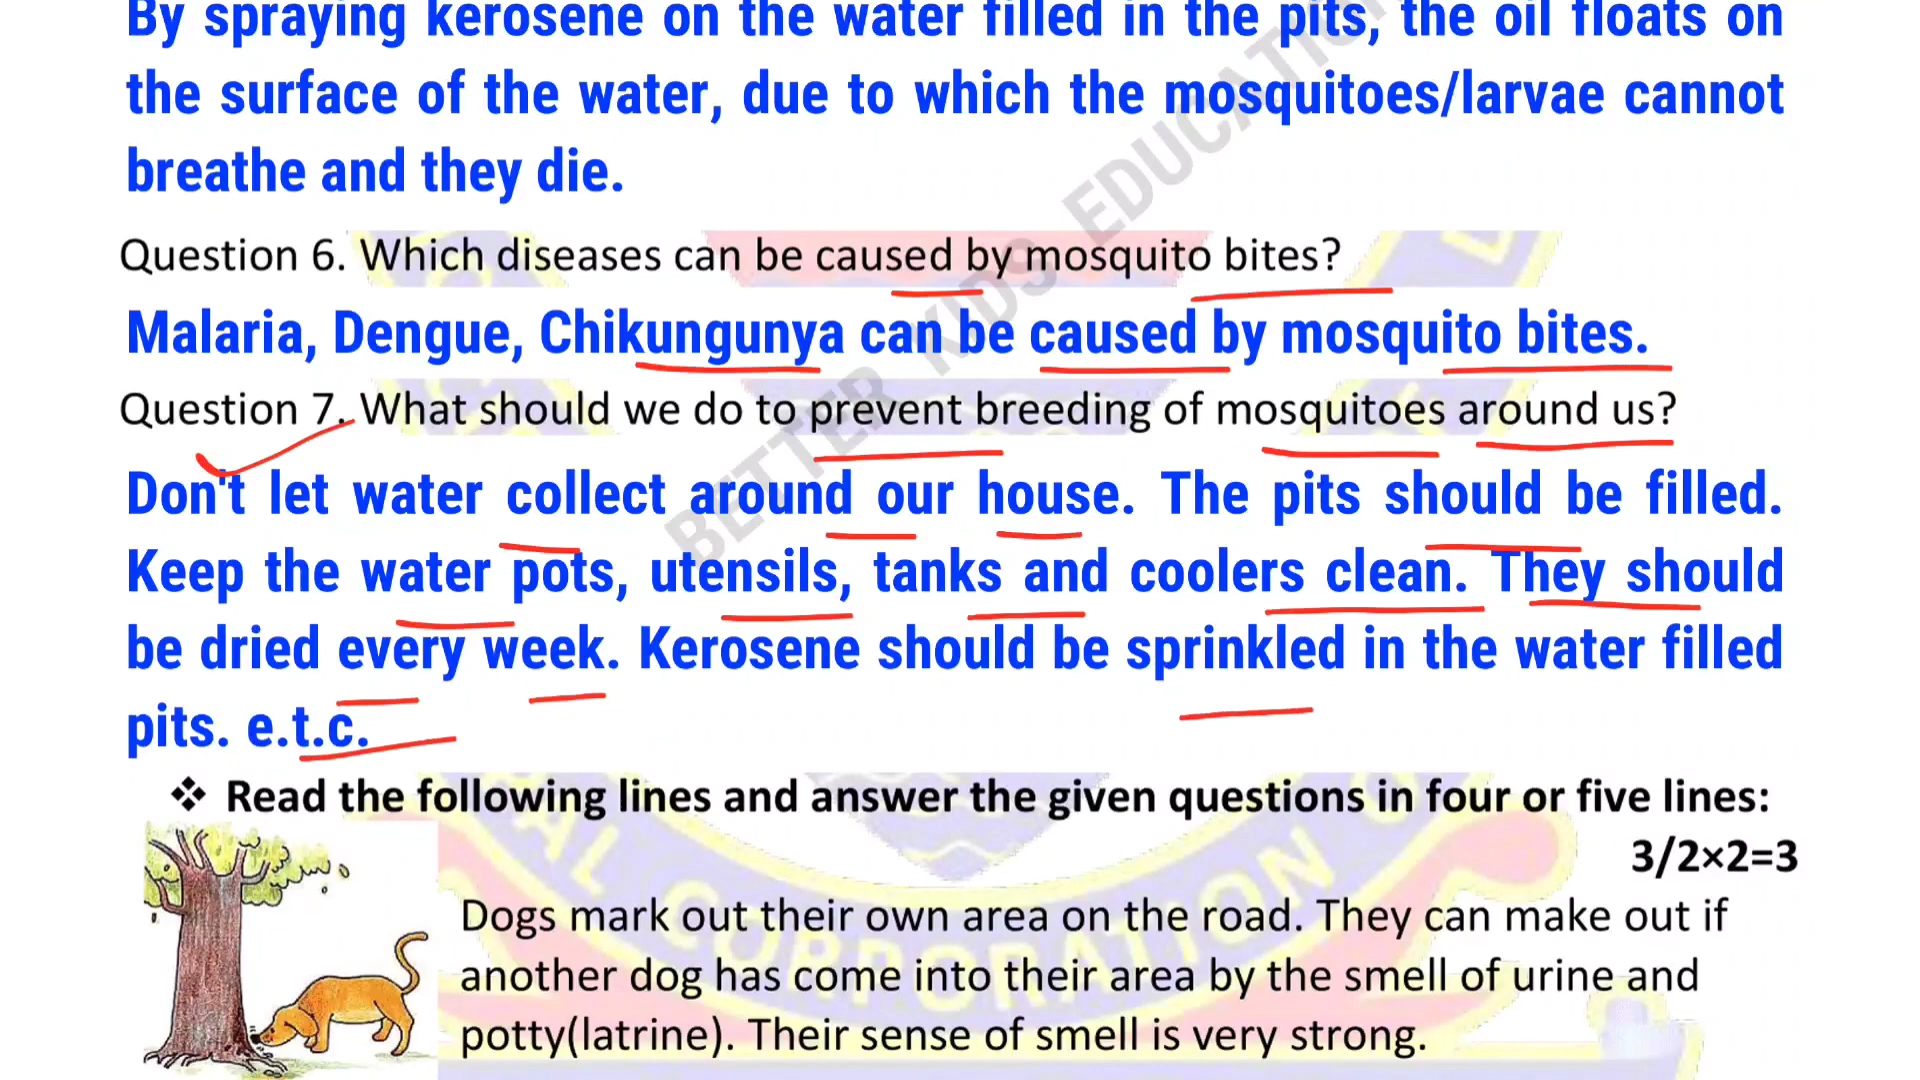 By spraying kerosene on the water filled in the pits, the oil floats on
the surface of the water, due to which the mosquitoes/larvae cannot
breathe and they die.
Question 6. Which diseases can be caused by mosquito bites?
Malaria, Dengue, Chikungunya can be caused by mosquito bites.
Question 7. What should we do to prevent breeding of mosquitoes around us?
Don't let water collect around our house. The pits should be filled.
Keep the water pots, utensils, tanks and coolers clean. They should
be dried every week. Kerosene should be sprinkled in the water filled
pits. e.t.c.
❖ Read the following lines and answer the given questions in four or five lines:
3/2×2=3
Dogs mark out their own area on the road. They can make out if
another dog has come into their area by the smell of urine and
potty(latrine). Their sense of smell is very strong.
BETTER KIDS EDUCATION
AL CORPORATION O